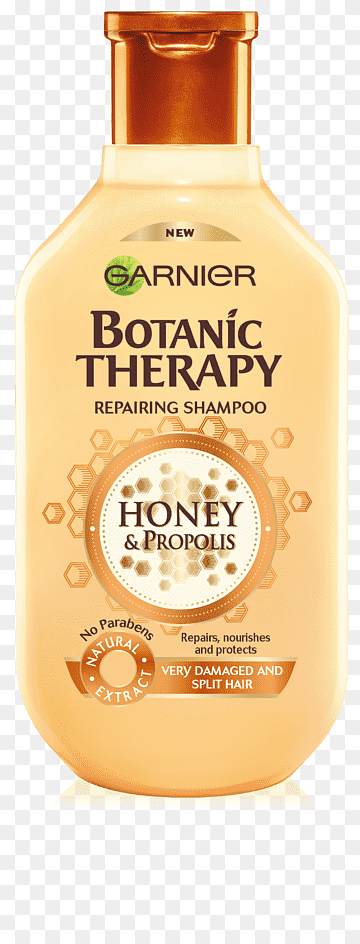 NEW
GARNIER
BOTANIC
THERAPY
REPAIRING SHAMPOO
HONEY
& PROPOLIS
No Parabens
NATURAL
EXTRACT
Repairs, nourishes
and protects
VERY DAMAGED AND
SPLIT HAIR